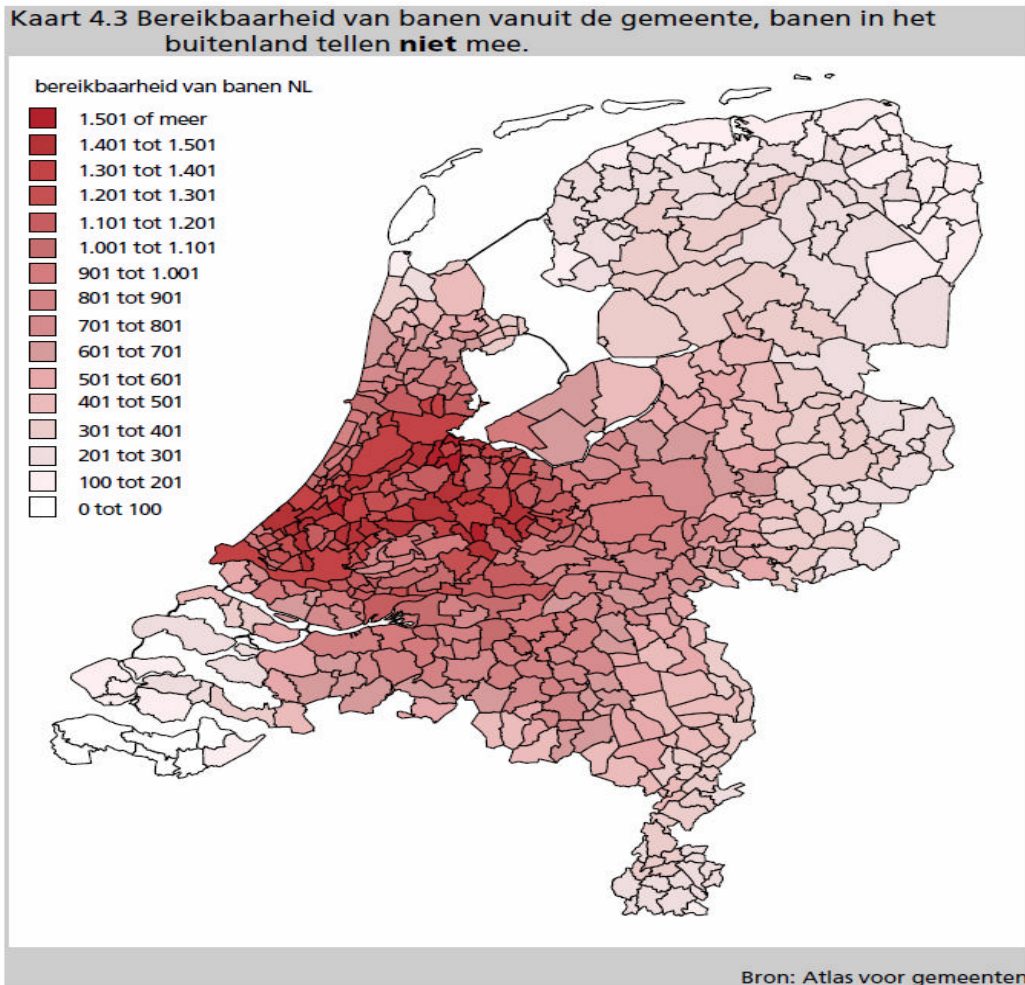 Kaart 4.3 Bereikbaarheid van banen vanuit de gemeente, banen in het
buitenland tellen niet mee.
bereikbaarheid van banen NL
1.501 of meer
1.401 tot 1.501
1.301 tot 1.401
1.201 tot 1.301
1.101 tot 1.201
1.001 tot 1.101
901 tot 1.001
801 tot 901
701 tot 801
601 tot 701
501 tot 601
401 tot 501
301 tot 401
201 tot 301
100 tot 201
0 tot 100
Bron: Atlas voor gemeenten